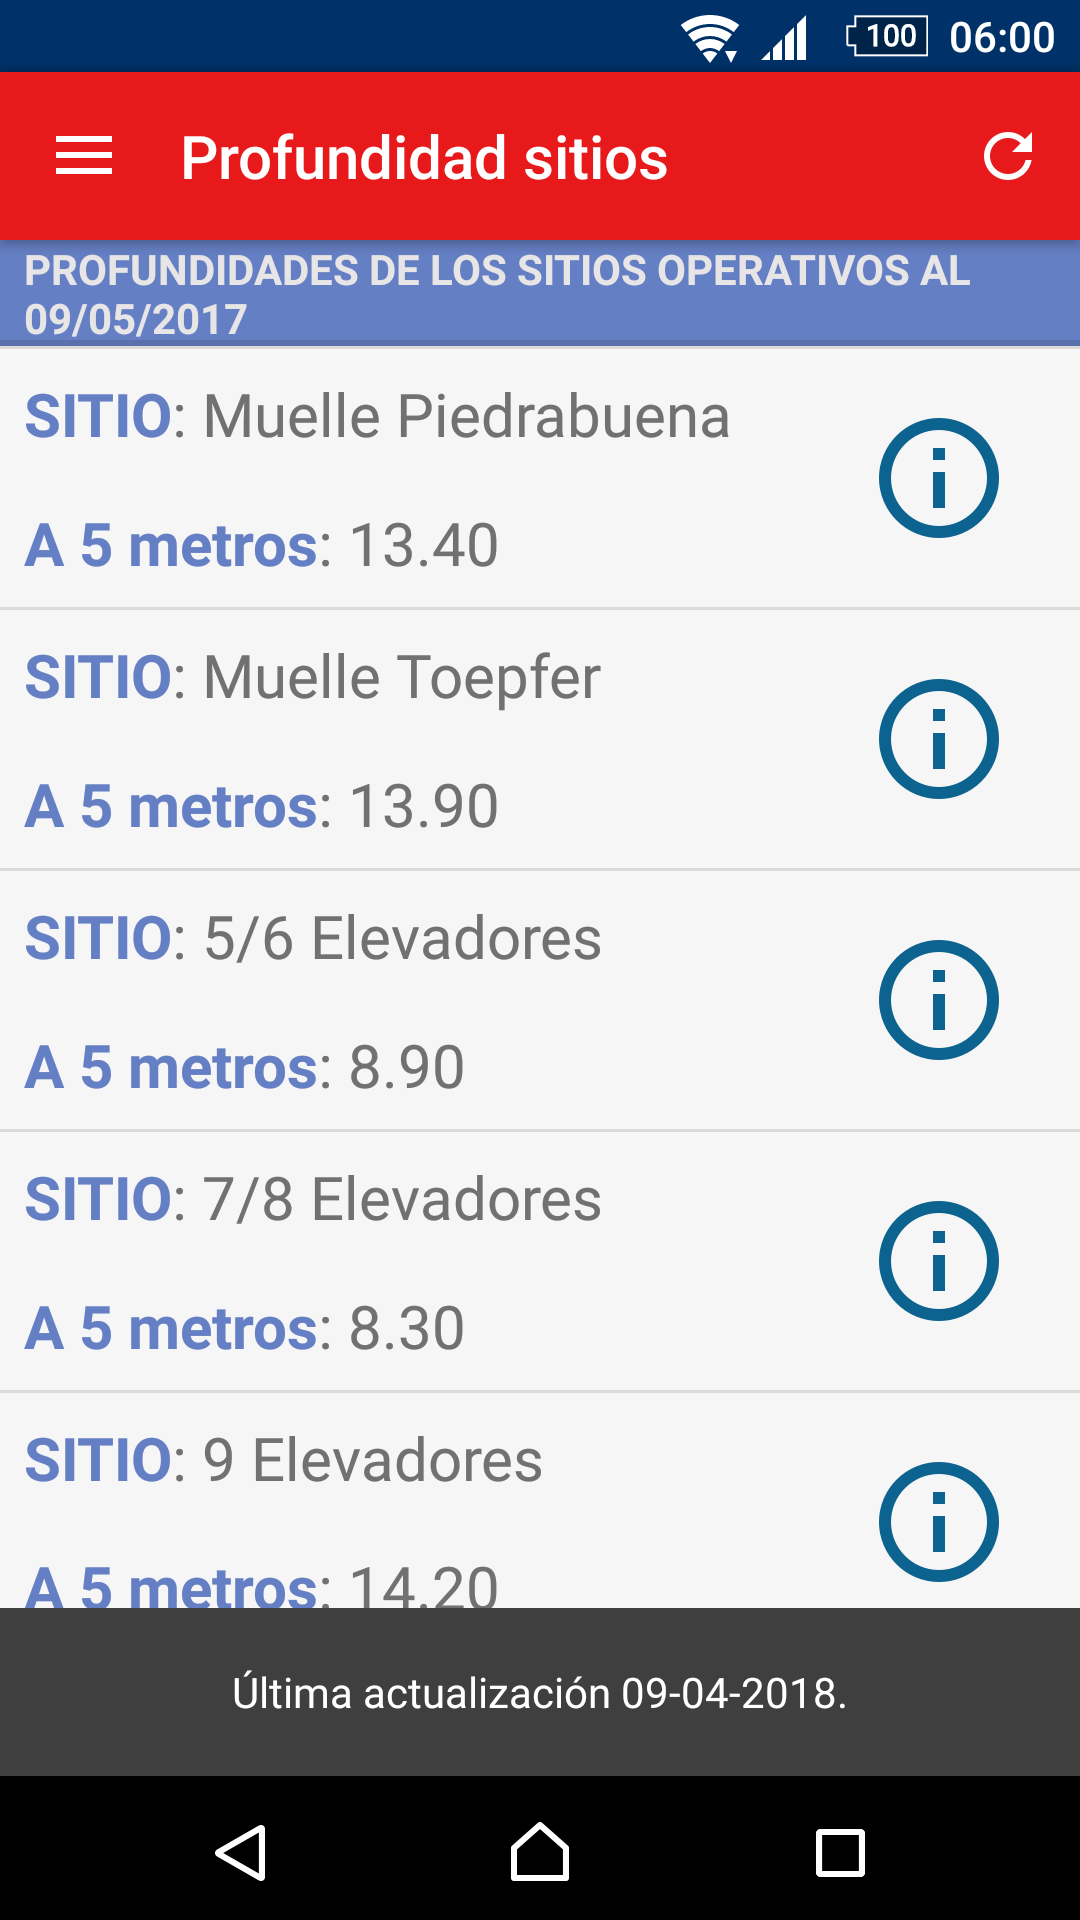 100 06:00
Profundidad sitios
PROFUNDIDADES DE LOS SITIOS OPERATIVOS AL
09/05/2017
SITIO: Muelle Piedrabuena
A 5 metros: 13.40
SITIO: Muelle Toepfer
A 5 metros: 13.90
SITIO: 5/6 Elevadores
A 5 metros: 8.90
SITIO: 7/8 Elevadores
A 5 metros: 8.30
SITIO: 9 Elevadores
A 5 metros: 14.20
Última actualización 09-04-2018.